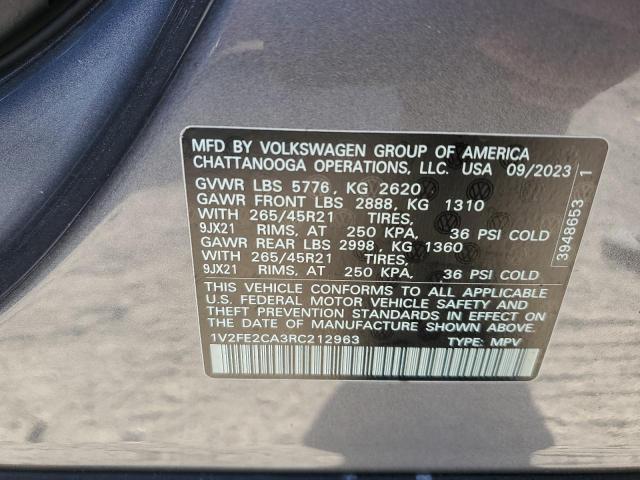 MFD BY VOLKSWAGEN GROUP OF AMERICA
CHATTANOOGA OPERATIONS, LLC. USA 09/2023
GVWR LBS 5776, KG 2620
GAWR FRONT LBS 2888, KG 1310
WITH 265/45R21 TIRES,
9JX21 RIMS, AT 250 KPA, 36 PSI COLD
GAWR REAR LBS 2998, KG 1360
WITH 265/45R21 TIRES,
9JX21 RIMS, AT 250 KPA, 36 PSI COLD
THIS VEHICLE CONFORMS TO ALL APPLICABLE
U.S. FEDERAL MOTOR VEHICLE SAFETY AND
THEFT PREVENTION STANDARDS IN EFFECT ON
THE DATE OF MANUFACTURE SHOWN ABOVE.
1V2FE2CA3RC212963 TYPE: MPV
3948653 1